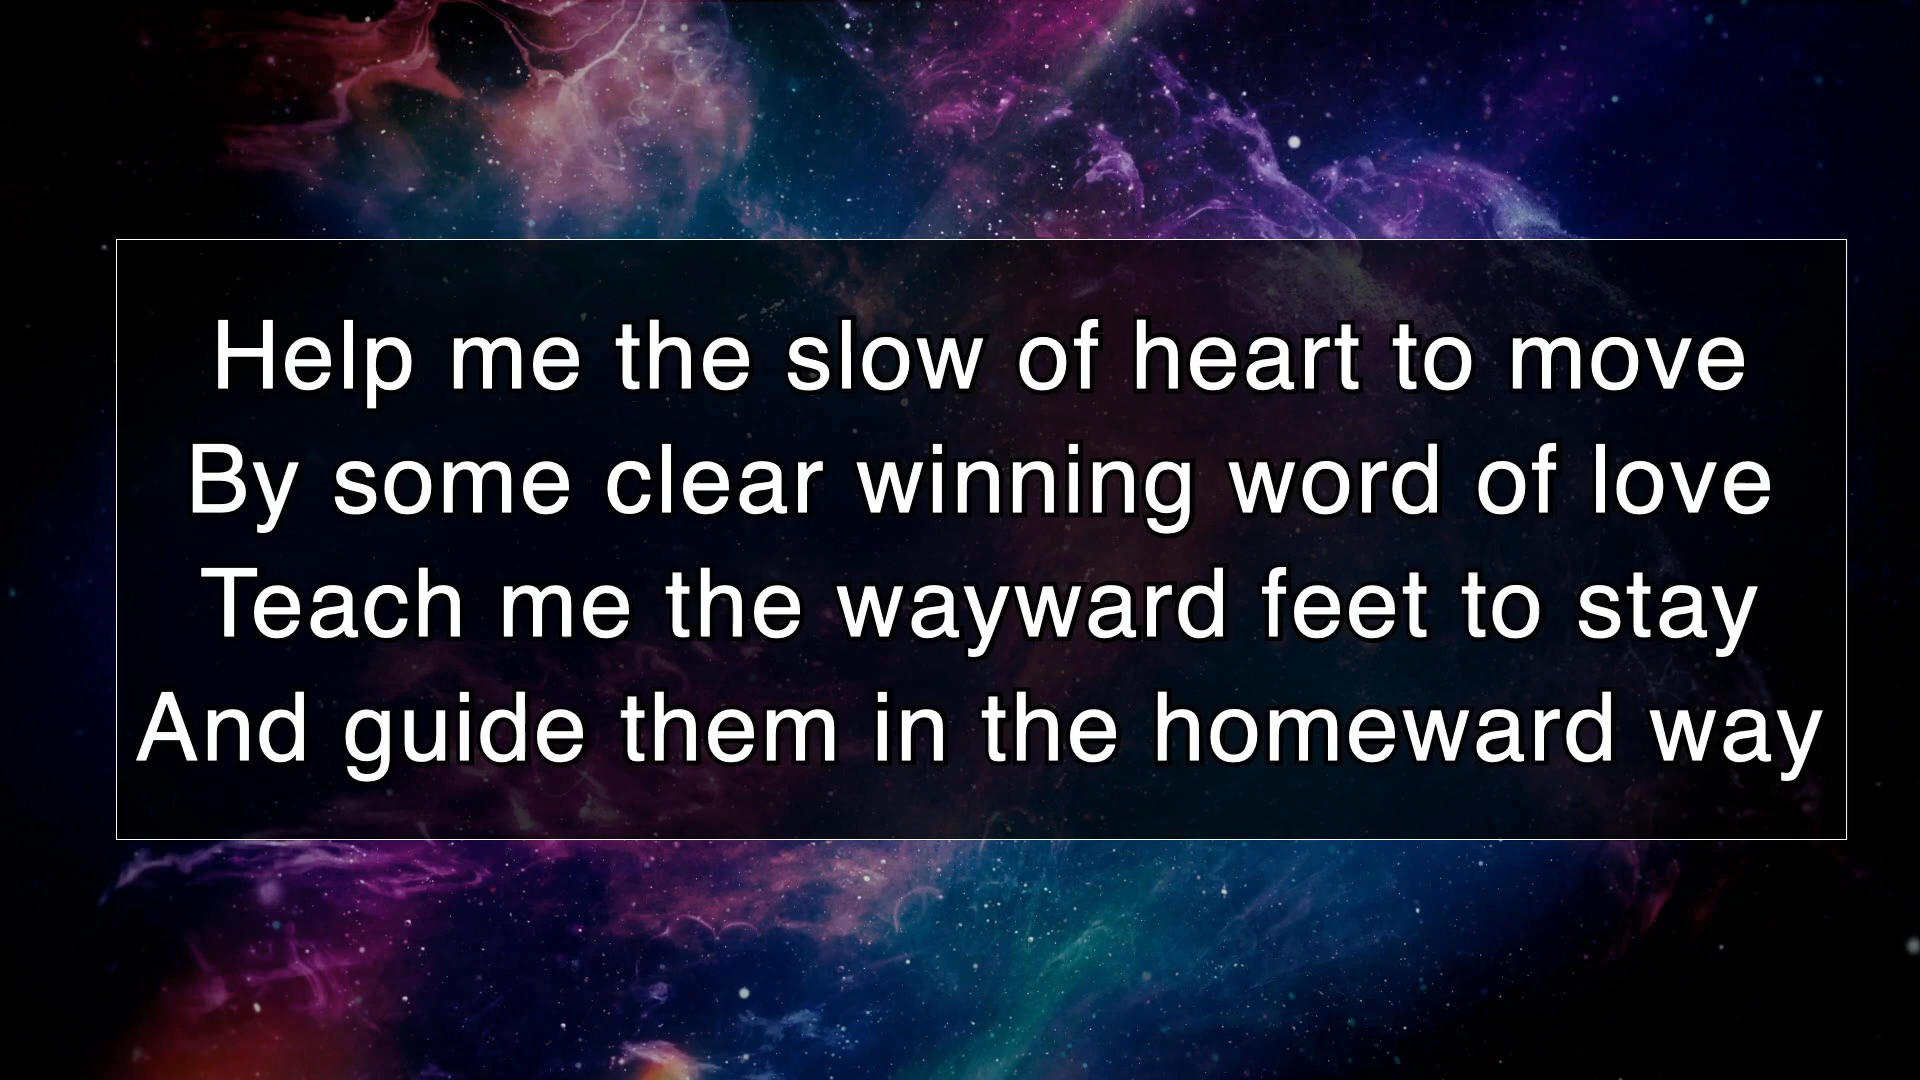 Help me the slow of heart to move
By some clear winning word of love
Teach me the wayward feet to stay
And guide them in the homeward way